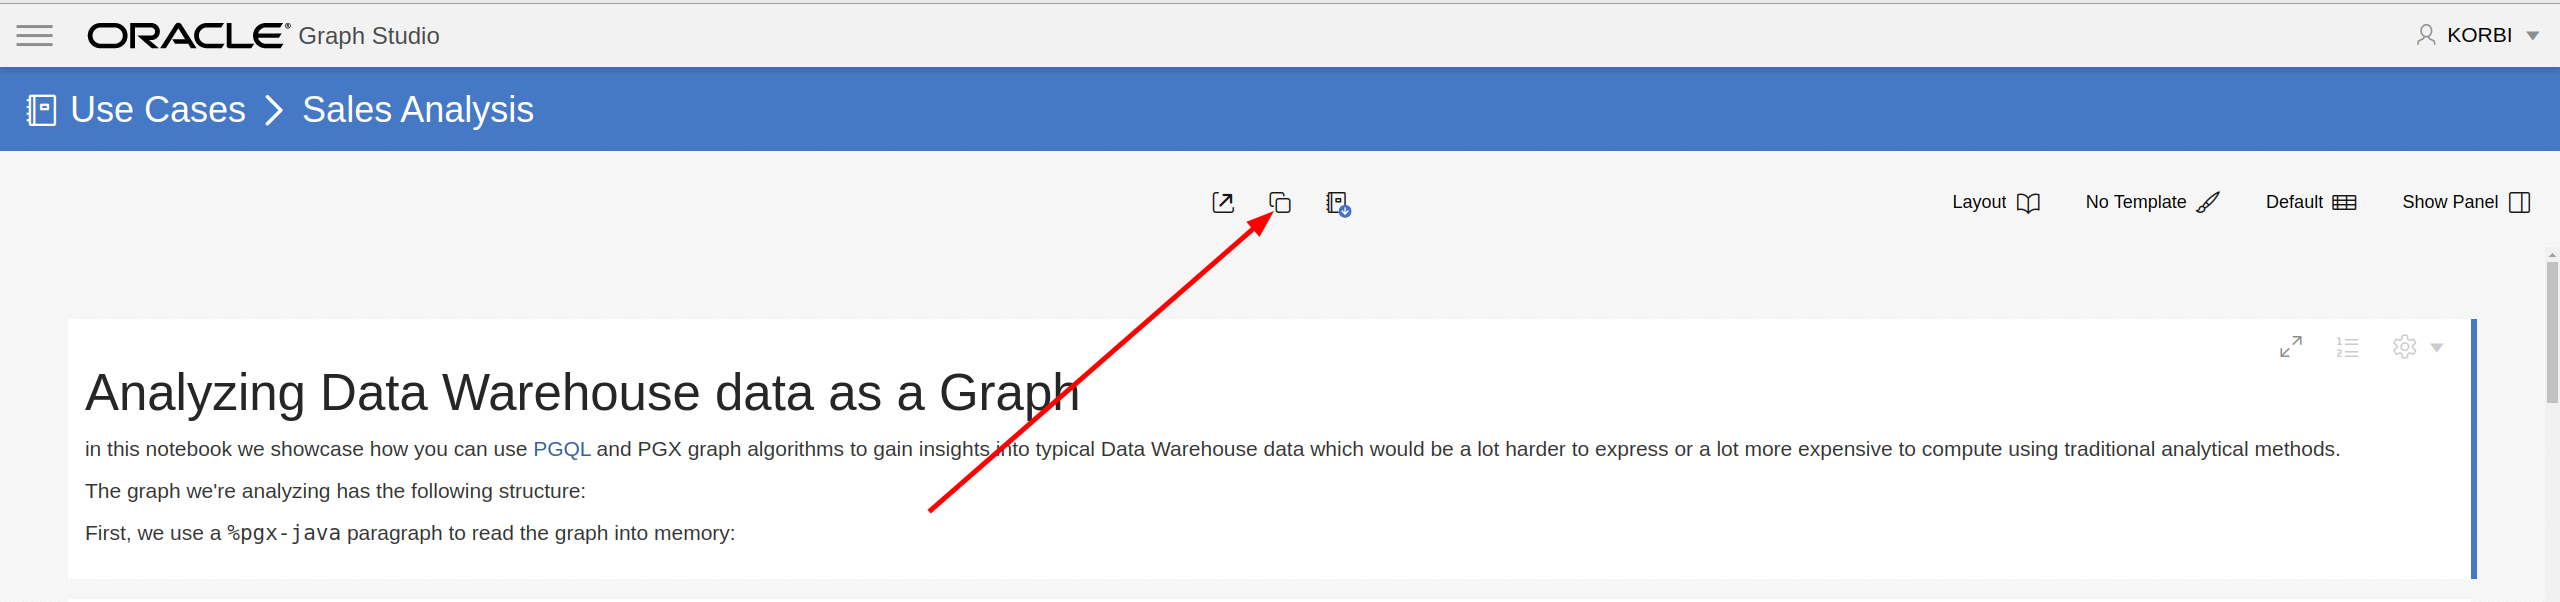 ORACLE® Graph Studio
KORBI
Use Cases > Sales Analysis
Layout No Template Default Show Panel
Analyzing Data Warehouse data as a Graph
in this notebook we showcase how you can use PGQL and PGX graph algorithms to gain insights into typical Data Warehouse data which would be a lot harder to express or a lot more expensive to compute using traditional analytical methods.
The graph we're analyzing has the following structure:
First, we use a %pgx-java paragraph to read the graph into memory: